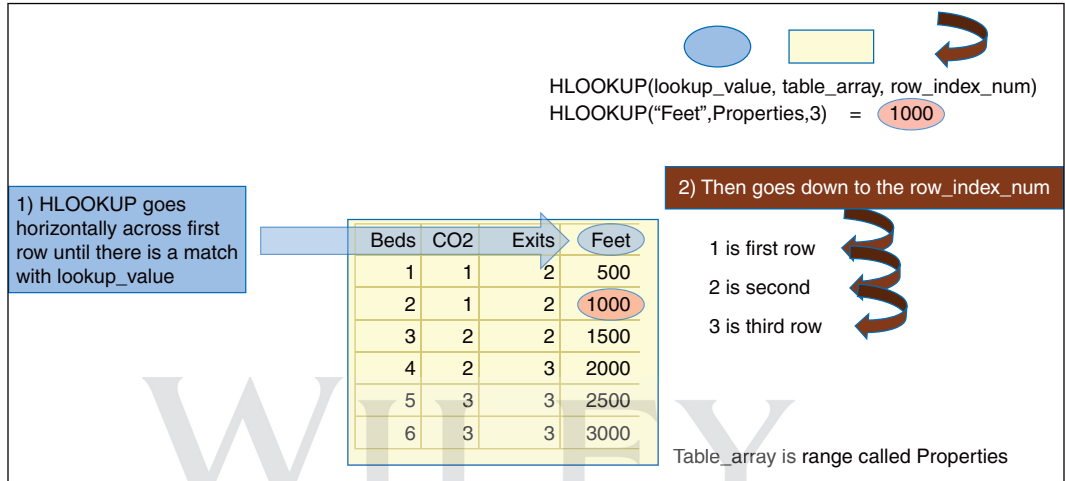 HLOOKUP(lookup_value, table_array, row_index_num)
HLOOKUP(“Feet”,Properties,3) = 1000
1) HLOOKUP goes
horizontally across first
row until there is a match
with lookup_value
2) Then goes down to the row_index_num
Beds CO2 Exits Feet
1 1 2 500
2 1 2 1000
3 2 2 1500
4 2 3 2000
5 3 3 2500
6 3 3 3000
1 is first row
2 is second
3 is third row
Table_array is range called Properties
WILEY